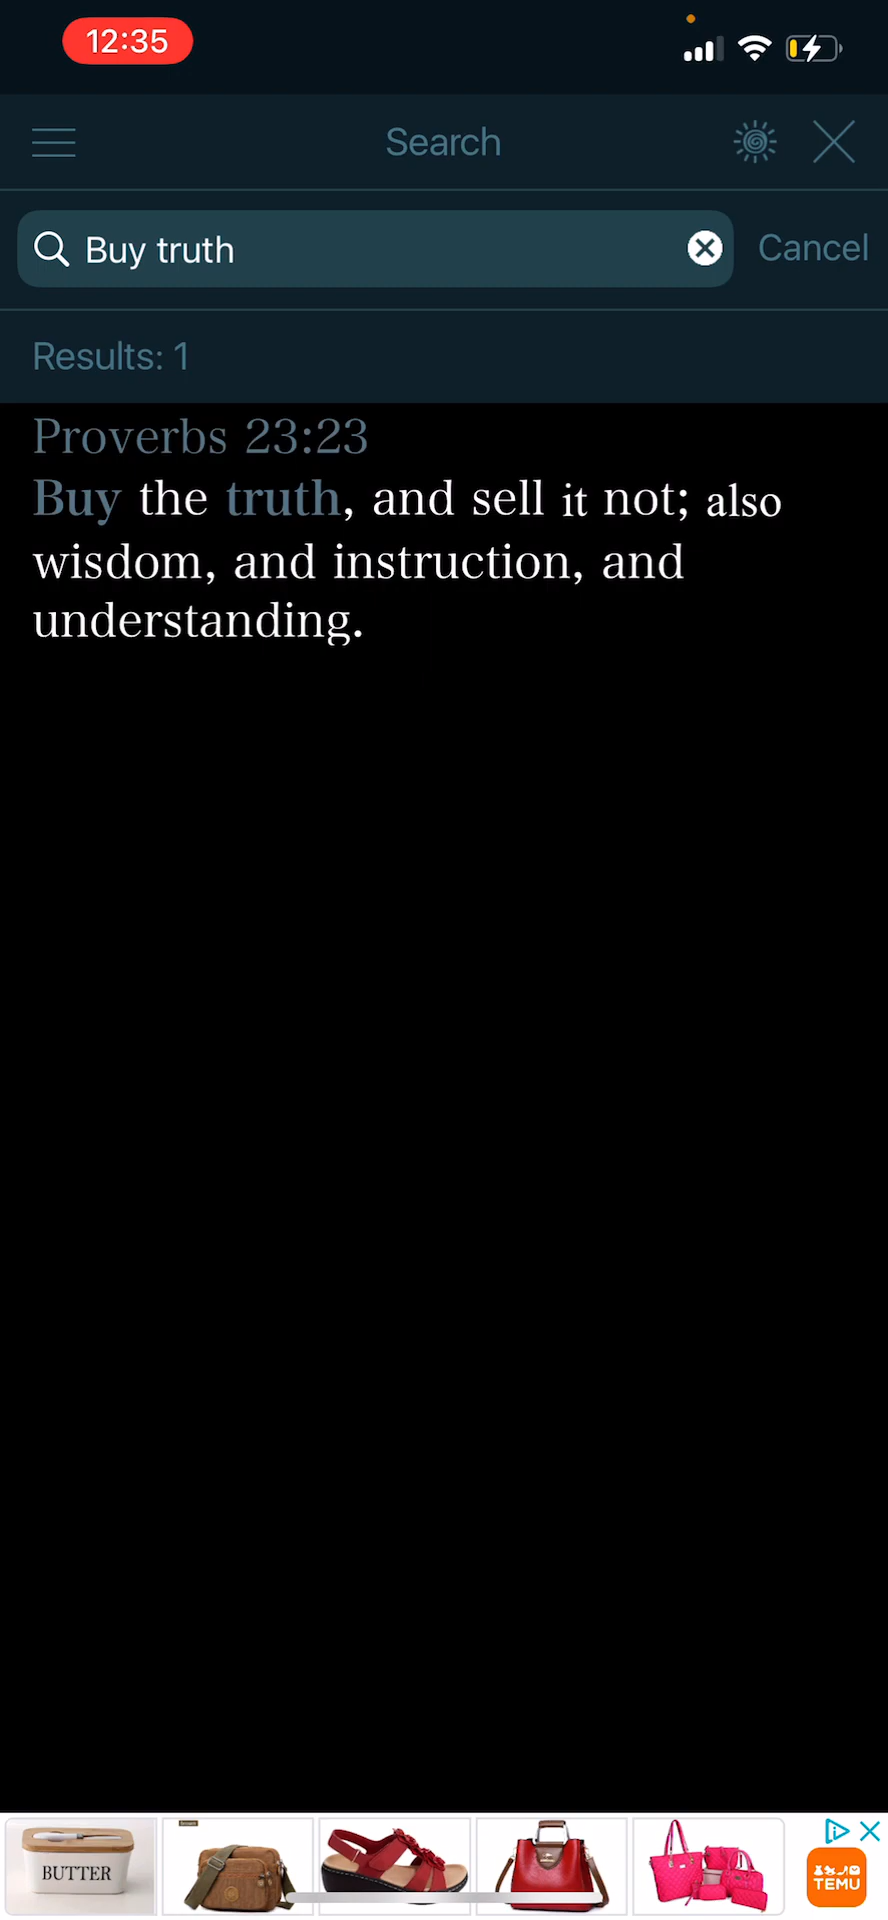 12:35
Search
Buy truth
Cancel
Results: 1
Proverbs 23:23
Buy the truth, and sell it not; also
wisdom, and instruction, and
understanding.
BUTTER
TEMU